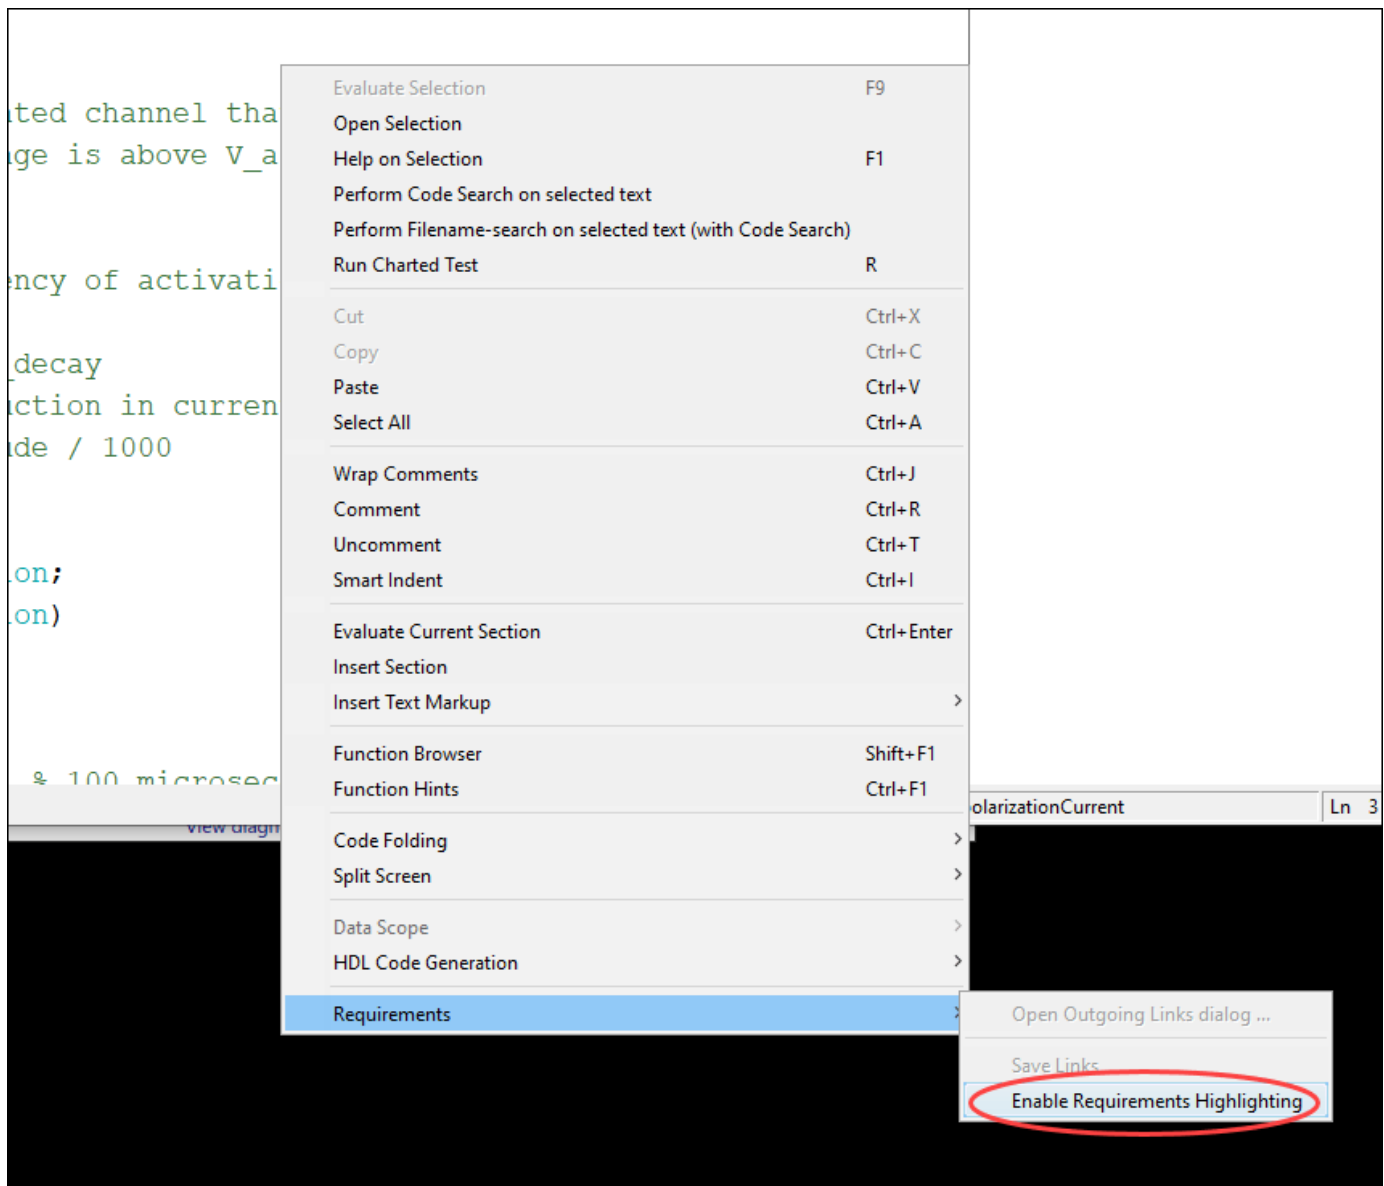 Evaluate Selection F9
ted channel tha
Open Selection
ge is above V_a
Help on Selection F1
Perform Code Search on selected text
Perform Filename-search on selected text (with Code Search)
Run Charted Test R
ncy of activati
Cut Ctrl+X
Copy Ctrl+C
_decay
Paste Ctrl+V
ction in curren
Select All Ctrl+A
de / 1000
Wrap Comments Ctrl+J
Comment Ctrl+R
Uncomment Ctrl+T
on;
Smart Indent Ctrl+I
on)
Evaluate Current Section Ctrl+Enter
Insert Section
Insert Text Markup
Function Browser Shift+F1
% 100 microsec
Function Hints Ctrl+F1
olarizationCurrent Ln 3
View diagn
Code Folding
Split Screen
Data Scope
HDL Code Generation
Requirements
Open Outgoing Links dialog ...
Save Links
Enable Requirements Highlighting